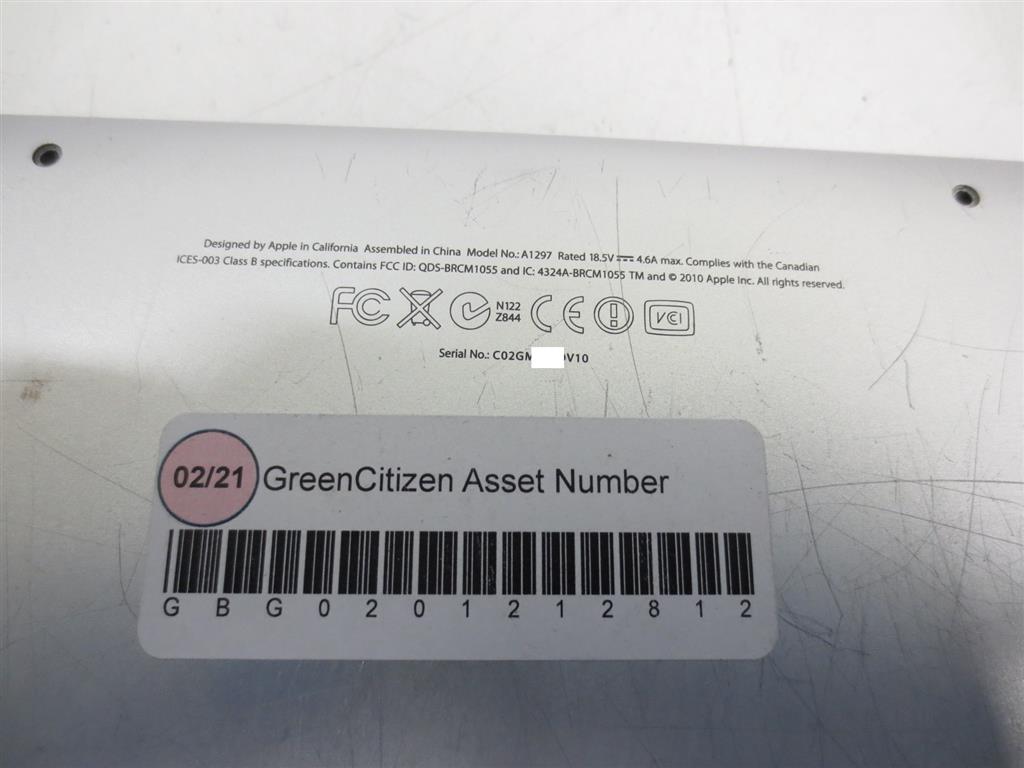 Designed by Apple in California Assembled in China Model No.: A1297 Rated 18.5V 4.6A max. Complies with the Canadian
ICES-003 Class B specifications. Contains FCC ID: QDS-BRCM1055 and IC: 4324A-BRCM1055 TM and © 2010 Apple Inc. All rights reserved.
FC N122 CE VCI
Z844
Serial No.: C02GM V10
02/21 GreenCitizen Asset Number
G B G 0 2 0 1 2 1 2 8 1 2